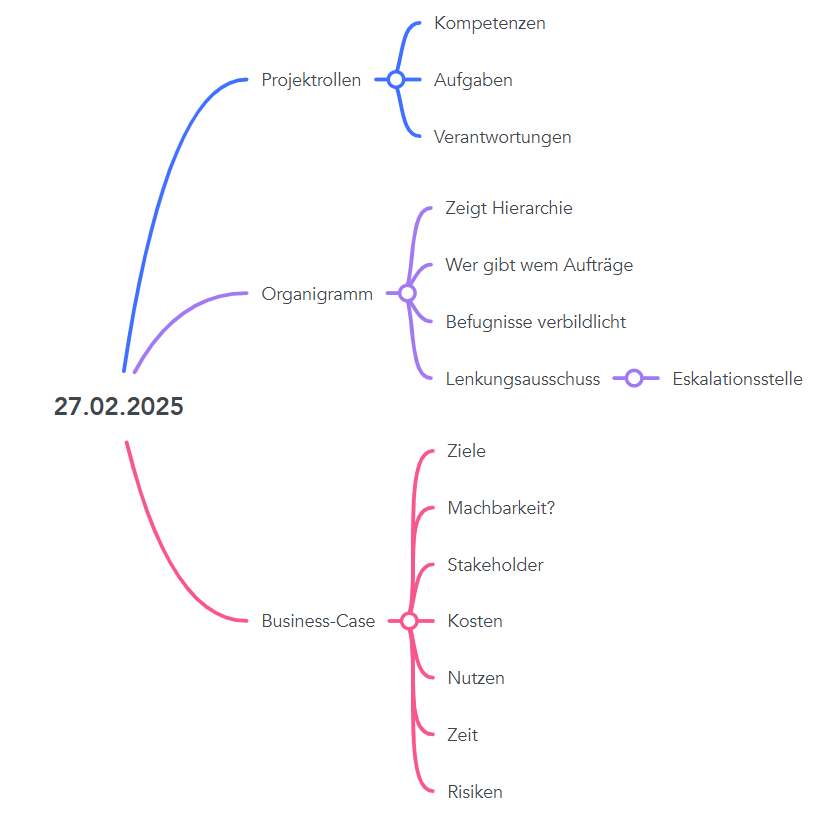 Kompetenzen
Projektrollen
Aufgaben
Verantwortungen
Zeigt Hierarchie
Wer gibt wem Aufträge
Organigramm
Befugnisse verbildlicht
Lenkungsausschuss
Eskalationsstelle
27.02.2025
Ziele
Machbarkeit?
Stakeholder
Business-Case
Kosten
Nutzen
Zeit
Risiken